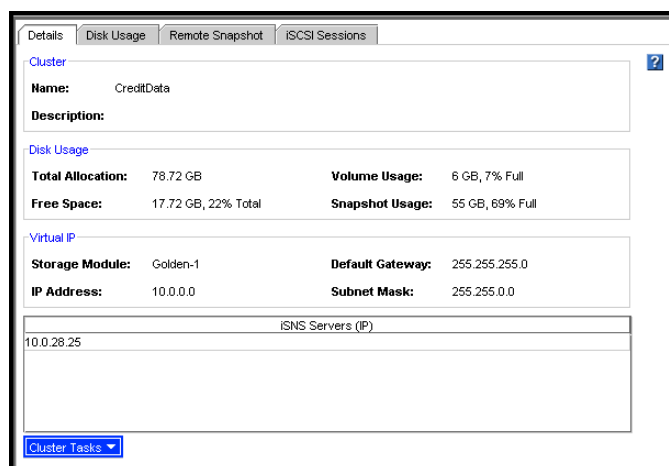 Details Disk Usage Remote Snapshot iSCSI Sessions
Cluster
?
Name: CreditData
Description:
Disk Usage
Total Allocation: 78.72 GB Volume Usage: 6 GB, 7% Full
Free Space: 17.72 GB, 22% Total Snapshot Usage: 55 GB, 69% Full
Virtual IP
Storage Module: Golden-1 Default Gateway: 255.255.255.0
IP Address: 10.0.0.0 Subnet Mask: 255.255.0.0
iSNS Servers (IP)
10.0.28.25
Cluster Tasks